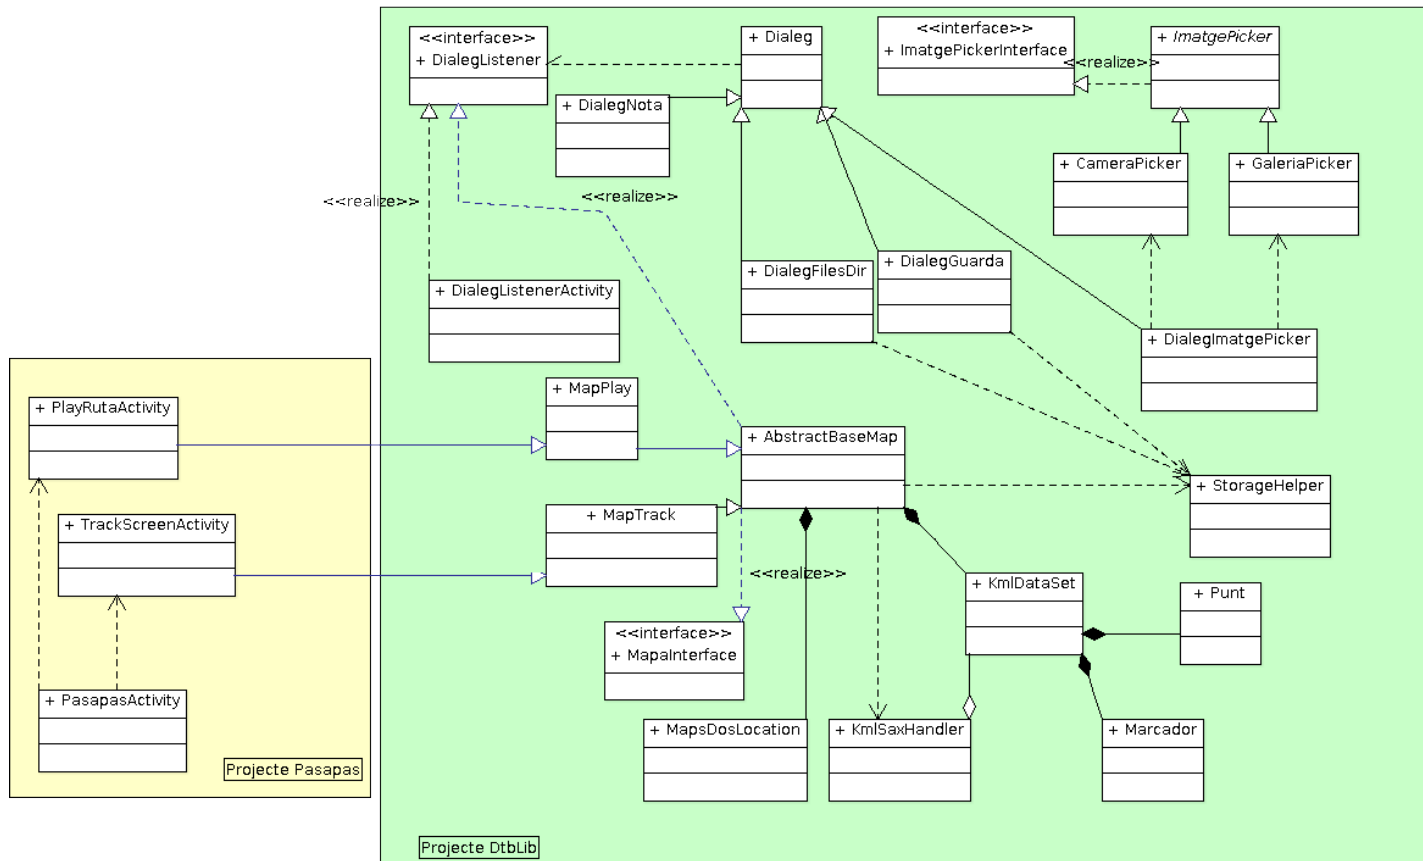 <<interface>>
+ DialegListener
+ Dialeg
<<interface>>
+ ImatgePickerInterface
+ ImatgePicker
<<realize>>
+ DialegNota
+ CameraPicker
+ GaleriaPicker
<<realize>>
<<realize>>
+ DialegListenerActivity
+ DialegFilesDir
+ DialegGuarda
+ DialegImatgePicker
+ PlayRutaActivity
+ MapPlay
+ AbstractBaseMap
+ StorageHelper
+ TrackScreenActivity
+ MapTrack
<<realize>>
+ KmlDataSet
+ Punt
<<interface>>
+ MapaInterface
+ PasapasActivity
+ MapsDosLocation
+ KmlSaxHandler
+ Marcador
Projecte Pasapas
Projecte DtbLib